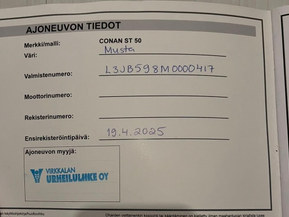 AJONEUVON TIEDOT
Merkki/malli: CONAN ST 50
Väri: Musta
Valmistenumero: L3JB598M0000417
Moottorinumero:
Rekisterinumero:
Ensirekisteröintipäivä: 19.4.2025
Ajoneuvon myyjä:
VIRKKALAN
URHEILULIIKE OY